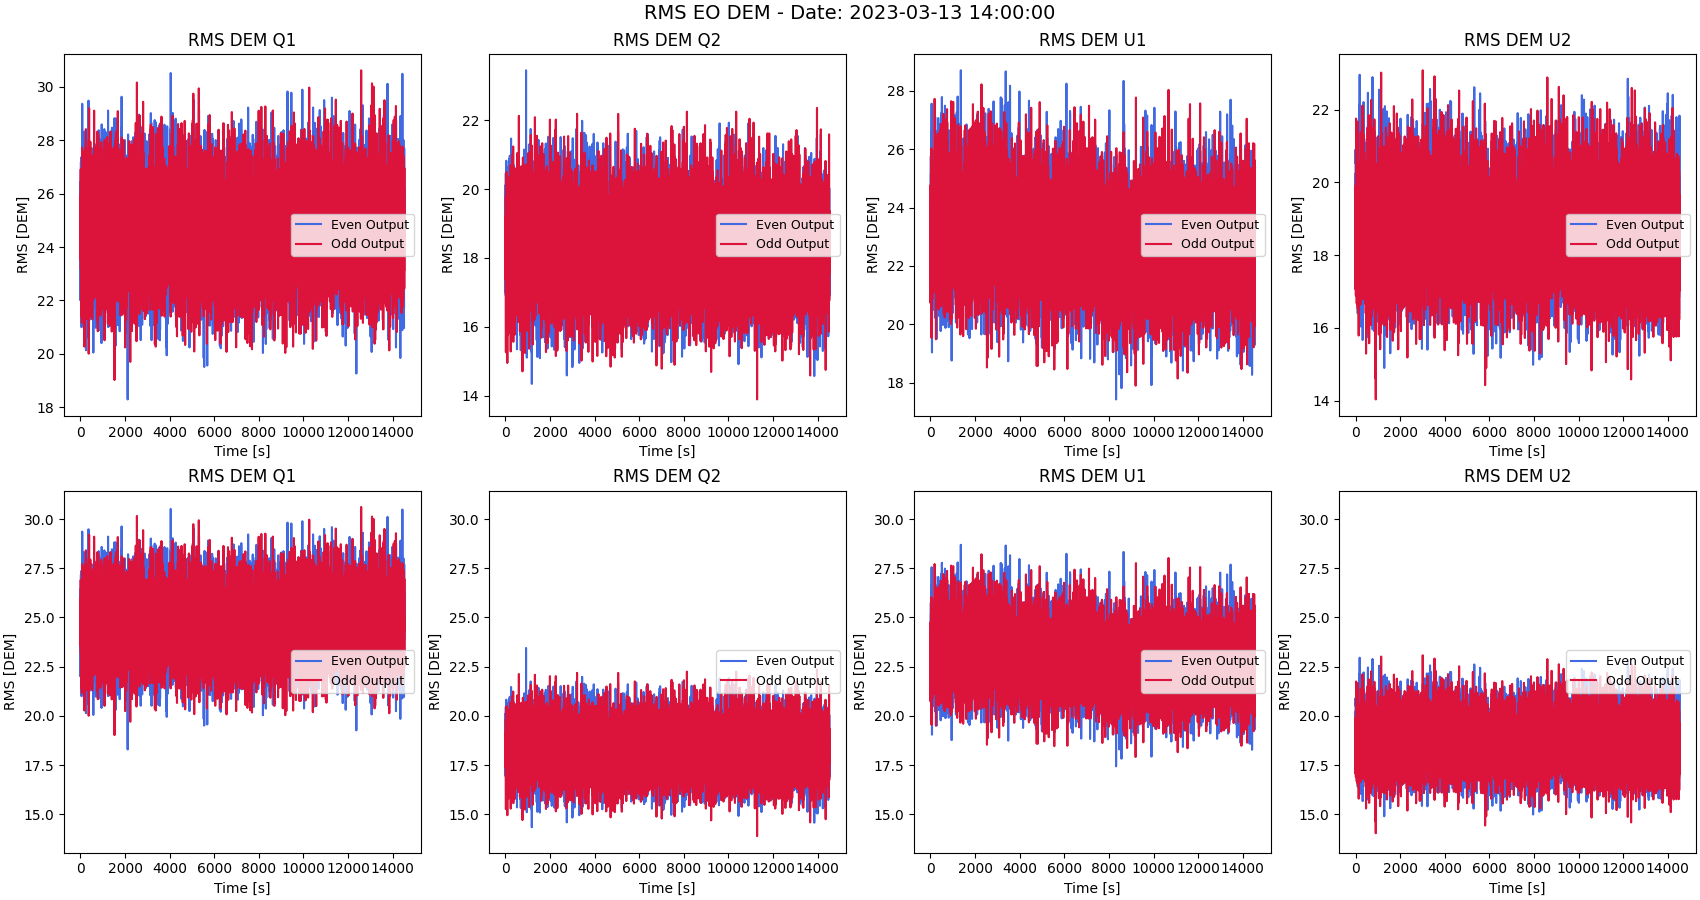 RMS EO DEM - Date: 2023-03-13 14:00:00
RMS DEM Q1
RMS DEM Q2
RMS DEM U1
RMS DEM U2
RMS [DEM]
30
28
26
24
22
20
18
Even Output
Odd Output
0 2000 4000 6000 8000 10000 12000 14000
Time [s]
RMS [DEM]
22
20
18
16
14
Even Output
Odd Output
0 2000 4000 6000 8000 10000 12000 14000
Time [s]
RMS [DEM]
28
26
24
22
20
18
Even Output
Odd Output
0 2000 4000 6000 8000 10000 12000 14000
Time [s]
RMS [DEM]
22
20
18
16
14
Even Output
Odd Output
0 2000 4000 6000 8000 10000 12000 14000
Time [s]
RMS DEM Q1
RMS DEM Q2
RMS DEM U1
RMS DEM U2
RMS [DEM]
30.0
27.5
25.0
22.5
20.0
17.5
15.0
Even Output
Odd Output
0 2000 4000 6000 8000 10000 12000 14000
Time [s]
RMS [DEM]
30.0
27.5
25.0
22.5
20.0
17.5
15.0
Even Output
Odd Output
0 2000 4000 6000 8000 10000 12000 14000
Time [s]
RMS [DEM]
30.0
27.5
25.0
22.5
20.0
17.5
15.0
Even Output
Odd Output
0 2000 4000 6000 8000 10000 12000 14000
Time [s]
RMS [DEM]
30.0
27.5
25.0
22.5
20.0
17.5
15.0
Even Output
Odd Output
0 2000 4000 6000 8000 10000 12000 14000
Time [s]